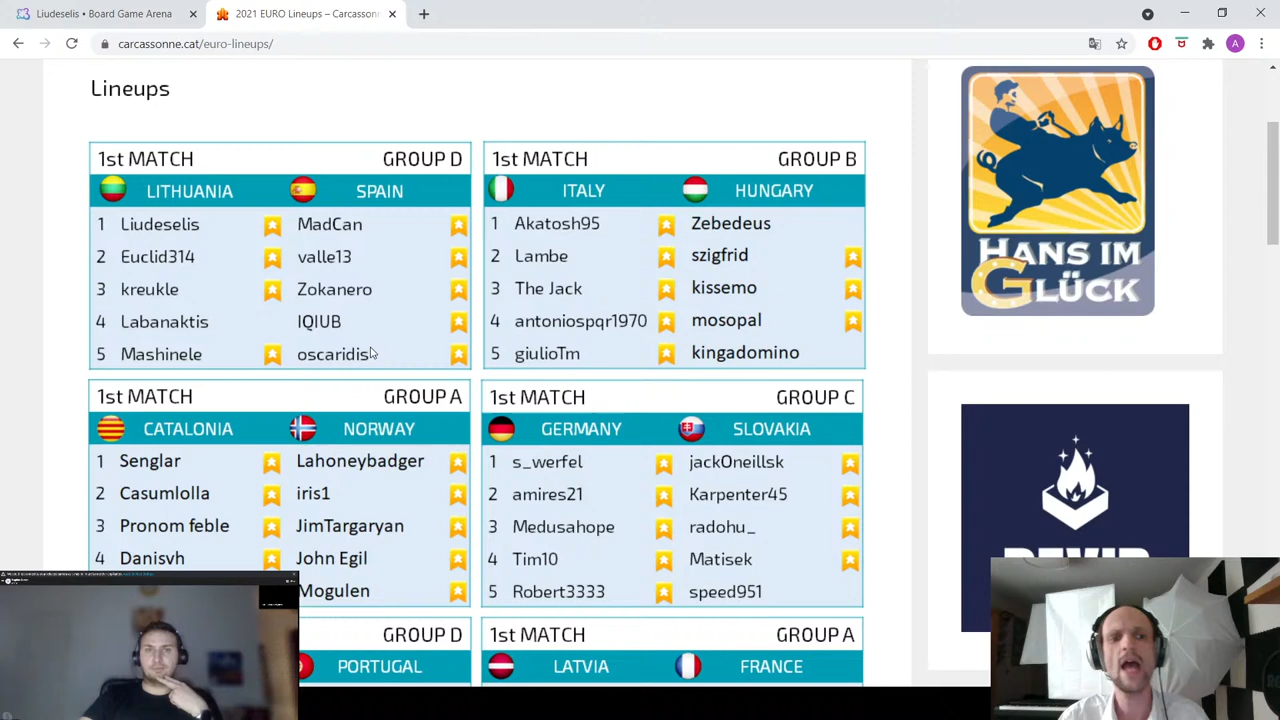 Liudeselis • Board Game Arena
2021 EURO Lineups – Carcassonn
carcassonne.cat/euro-lineups/
A
Lineups
1st MATCH GROUP D
LITHUANIA SPAIN
1 Liudeselis MadCan
2 Euclid314 valle13
3 kreukle Zokanero
4 Labanaktis IQIUB
5 Mashinele oscaridis
1st MATCH GROUP B
ITALY HUNGARY
1 Akatosh95 Zebedeus
2 Lambe szigfrid
3 The Jack kissemo
4 antoniospqr1970 mosopal
5 giulioTm kingadomino
1st MATCH GROUP A
CATALONIA NORWAY
1 Senglar Lahoneybadger
2 Casumlolla iris1
3 Pronom feble JimTargaryan
4 Danisvh John Egil
Mogulen
1st MATCH GROUP C
GERMANY SLOVAKIA
1 s_werfel jackOneillsk
2 amires21 Karpenter45
3 Medusahope radohu_
4 Tim10 Matisek
5 Robert3333 speed951
GROUP D
PORTUGAL
1st MATCH GROUP A
LATVIA FRANCE
HANS IM
GLÜCK
DEVIR